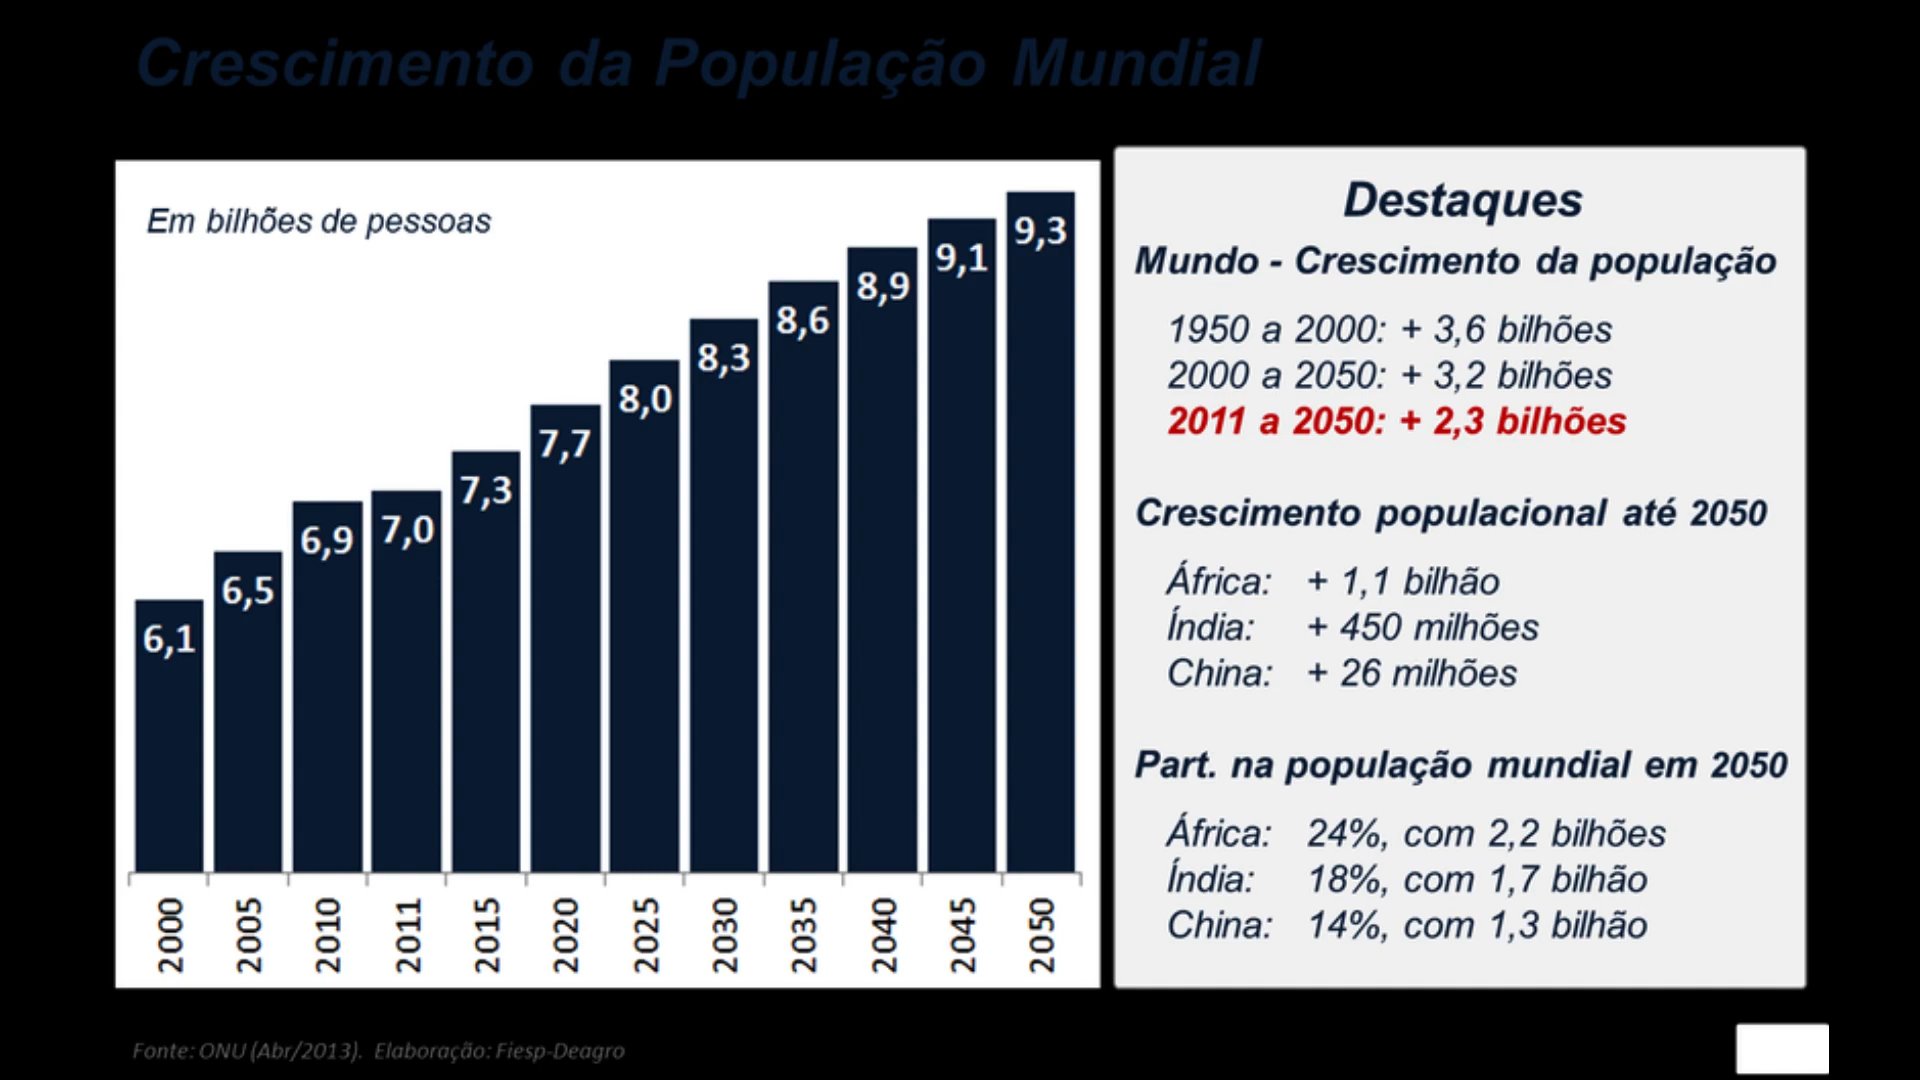 Crescimento da População Mundial
Em bilhões de pessoas
6,1
6,5
6,9
7,0
7,3
7,7
8,0
8,3
8,6
8,9
9,1
9,3
2000
2005
2010
2011
2015
2020
2025
2030
2035
2040
2045
2050
Destaques
Mundo - Crescimento da população
1950 a 2000: + 3,6 bilhões
2000 a 2050: + 3,2 bilhões
2011 a 2050: + 2,3 bilhões
Crescimento populacional até 2050
África: + 1,1 bilhão
Índia: + 450 milhões
China: + 26 milhões
Part. na população mundial em 2050
África: 24%, com 2,2 bilhões
Índia: 18%, com 1,7 bilhão
China: 14%, com 1,3 bilhão
Fonte: ONU (Abr/2013). Elaboração: Fiesp-Deagro